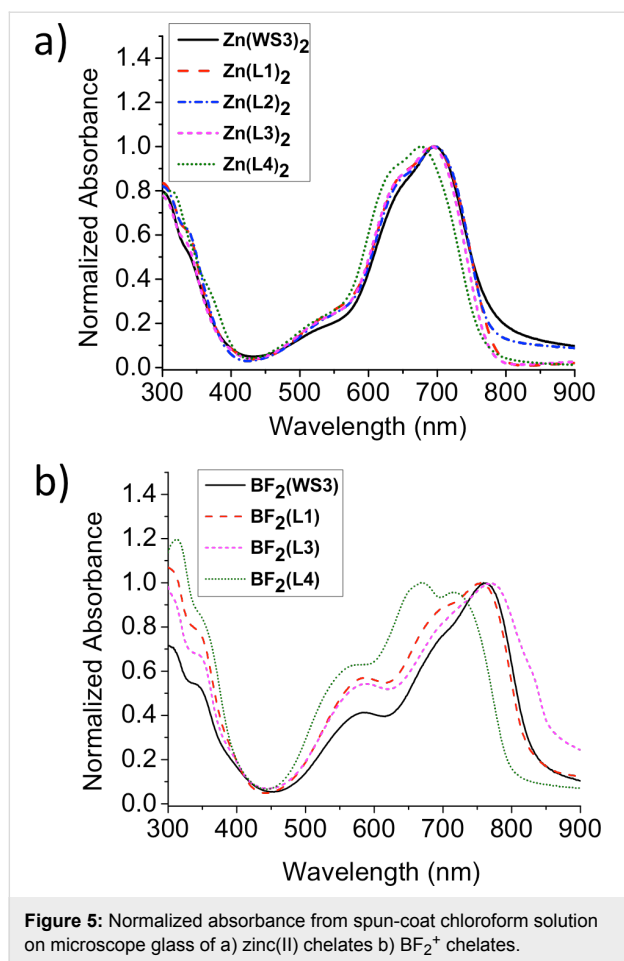 a)
Zn(WS3)2
Zn(L1)2
Zn(L2)2
Zn(L3)2
Zn(L4)2
1.4
1.2
1.0
0.8
0.6
0.4
0.2
0.0
Normalized Absorbance
300 400 500 600 700 800 900
Wavelength (nm)
b)
BF2(WS3)
BF2(L1)
BF2(L3)
BF2(L4)
1.4
1.2
1.0
0.8
0.6
0.4
0.2
0.0
Normalized Absorbance
300 400 500 600 700 800 900
Wavelength (nm)
Figure 5: Normalized absorbance from spun-coat chloroform solution
on microscope glass of a) zinc(II) chelates b) BF2+ chelates.